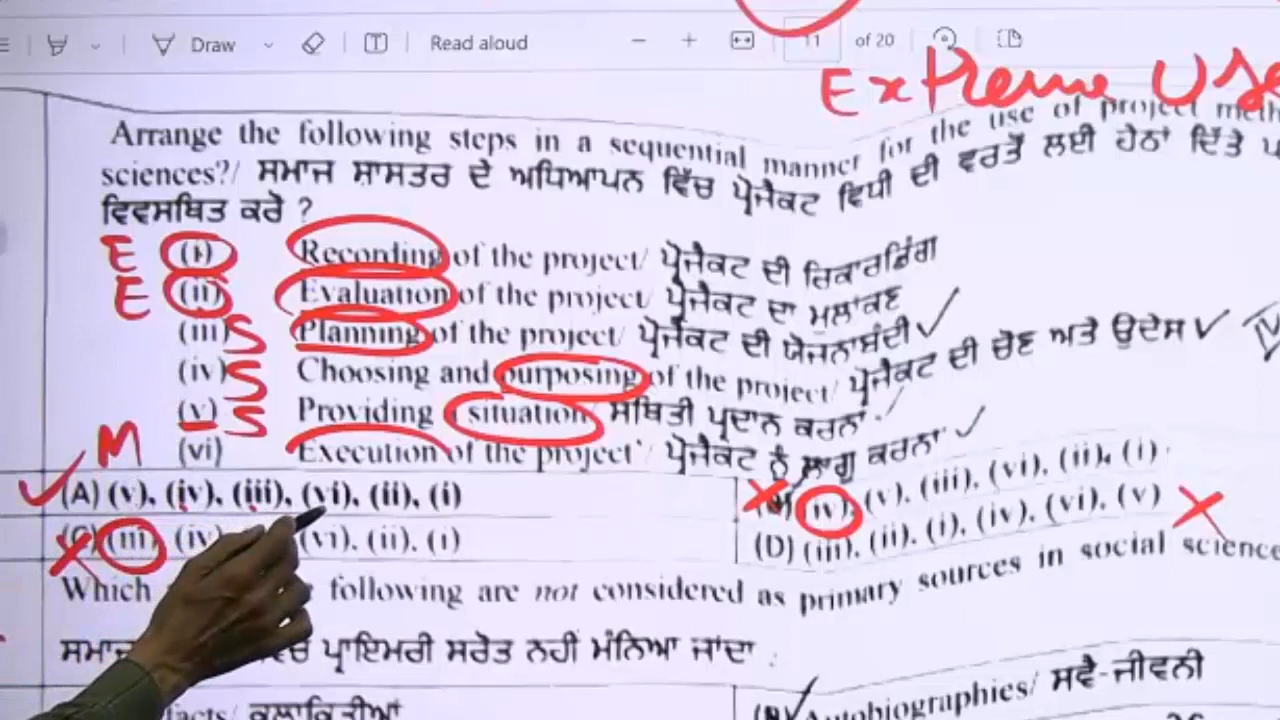 Draw
Read aloud
11 of 20
Extreme Use
Arrange the following steps in a sequential manner for the use of project
sciences?/ ਸਮਾਜ ਸ਼ਾਸਤਰ ਦੇ ਅਧਿਆਪਨ ਵਿੱਚ ਪ੍ਰੋਜੈਕਟ ਵਿਧੀ ਦੀ ਵਰਤੋਂ ਲਈ ਹੇਠਾਂ ਦਿੱਤੇ
ਵਿਵਸਥਿਤ ਕਰੋ ?
E (i) Recording of the project/ ਪ੍ਰੋਜੈਕਟ ਦੀ ਰਿਕਾਰਡਿੰਗ
E (ii) Evaluation of the project/ ਪ੍ਰੋਜੈਕਟ ਦਾ ਮੁਲਾਂਕਣ
(iii) S Planning of the project/ ਪ੍ਰੋਜੈਕਟ ਦੀ ਯੋਜਨਾਬੰਦੀ
(iv) S Choosing and purposing of the project/ ਪ੍ਰੋਜੈਕਟ ਦੀ ਚੋਣ ਅਤੇ ਉਦੇਸ਼
(v) S Providing a situation/ ਸਥਿਤੀ ਪ੍ਰਦਾਨ ਕਰਨਾ
M (vi) Execution of the project/ ਪ੍ਰੋਜੈਕਟ ਨੂੰ ਲਾਗੂ ਕਰਨਾ
(A) (v), (iv), (iii), (vi), (ii), (i)
(iv), (v), (iii), (vi), (ii), (i)
(C) (iii), (iv) (vi), (ii), (i)
(D) (iii), (ii), (i), (iv), (vi), (v)
Which following are not considered as primary sources in social
ਪ੍ਰਾਇਮਰੀ ਸਰੋਤ ਨਹੀਂ ਮੰਨਿਆ ਜਾਂਦਾ
ਕਲਾਕ੍ਰਿਤੀਆਂ
(B) Autobiographies/ ਸਵੈ-ਜੀਵਨੀ